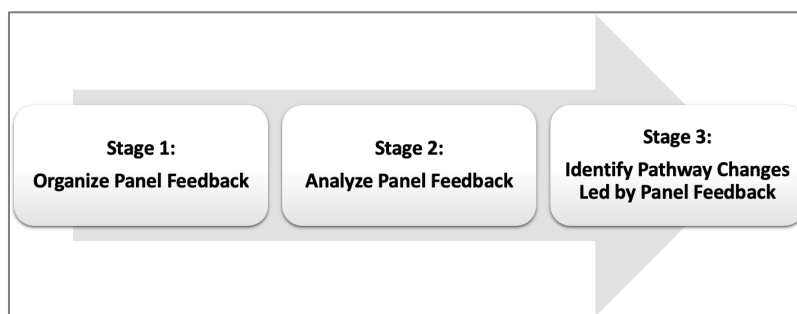 Stage 1:
Organize Panel Feedback
Stage 2:
Analyze Panel Feedback
Stage 3:
Identify Pathway Changes
Led by Panel Feedback